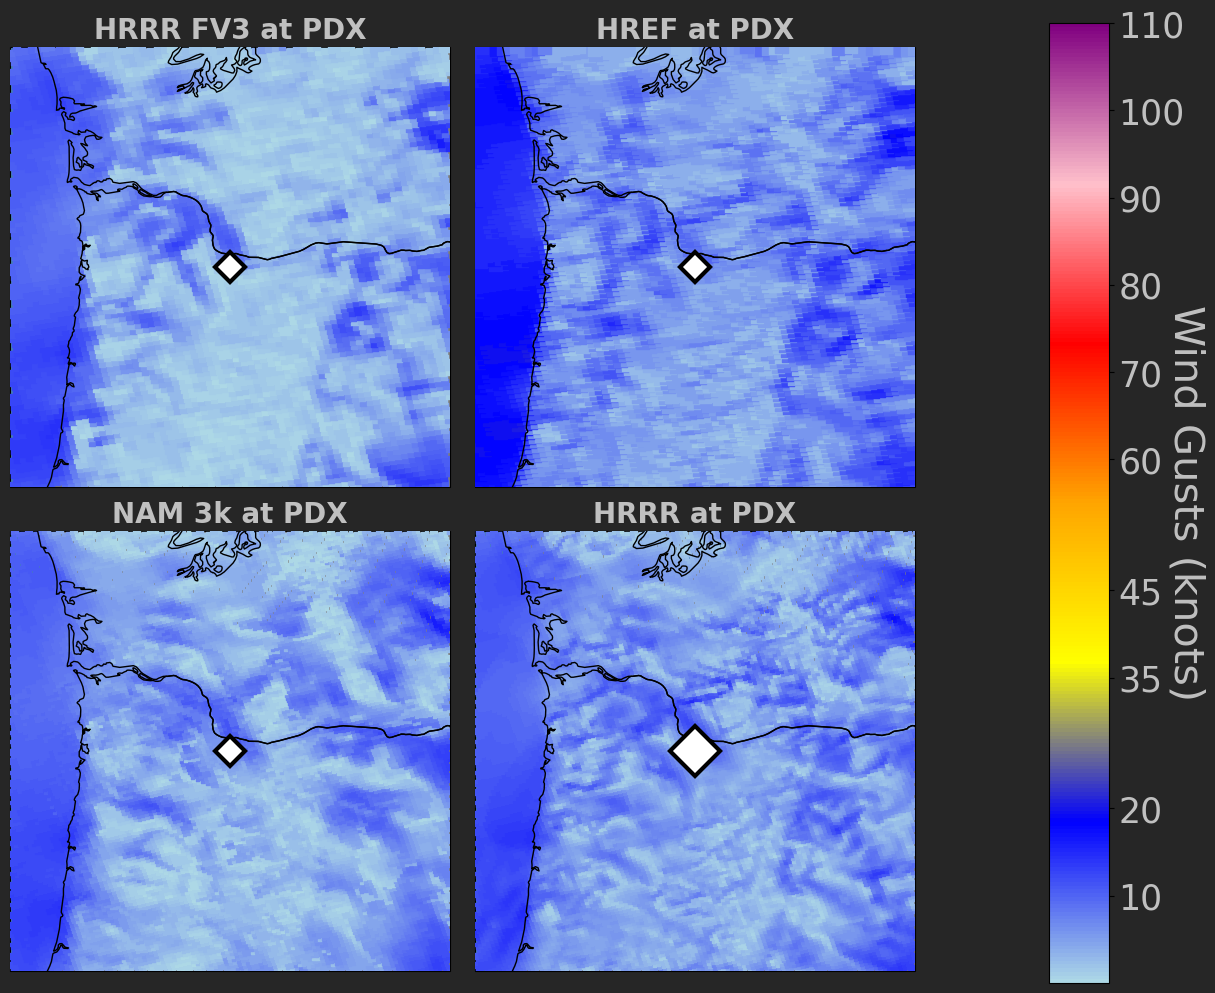 HRRR FV3 at PDX
HREF at PDX
NAM 3k at PDX
HRRR at PDX
110
100
90
80
70
60
45
35
20
10
Wind Gusts (knots)